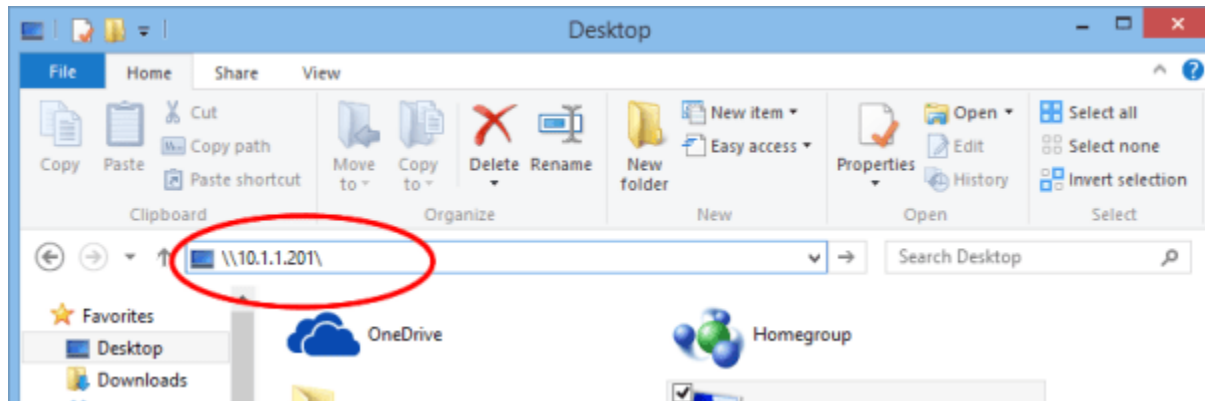 Desktop
File Home Share View
Cut
Copy path
Paste shortcut
Copy Paste
Clipboard
Move to
Copy to
Delete Rename
Organize
New folder
New item
Easy access
New
Properties
Open
Edit
History
Open
Select all
Select none
Invert selection
Select
\\10.1.1.201\
Search Desktop
Favorites
Desktop
Downloads
OneDrive
Homegroup